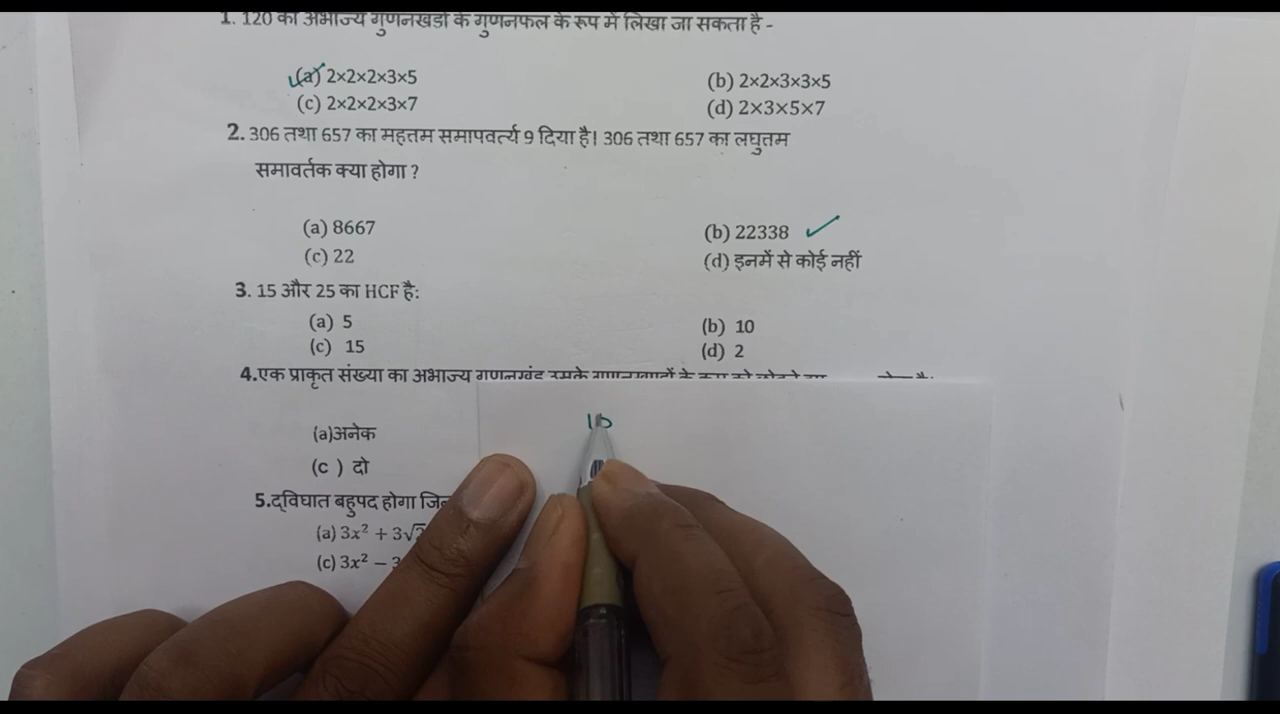 1. 120 को अभाज्य गुणनखंडों के गुणनफल के रूप में लिखा जा सकता है -
(a) 2×2×2×3×5
(b) 2×2×3×3×5
(c) 2×2×2×3×7
(d) 2×3×5×7
2. 306 तथा 657 का महत्तम समापवर्त्य 9 दिया है। 306 तथा 657 का लघुत्तम
समावर्तक क्या होगा ?
(a) 8667
(b) 22338
(c) 22
(d) इनमें से कोई नहीं
3. 15 और 25 का HCF है:
(a) 5
(b) 10
(c) 15
(d) 2
4.एक प्राकृत संख्या का अभाज्य गुणनखंड उसके
(a)अनेक
(c ) दो
5.द्विघात बहुपद होगा
(a) 3x² + 3√
(c) 3x² –